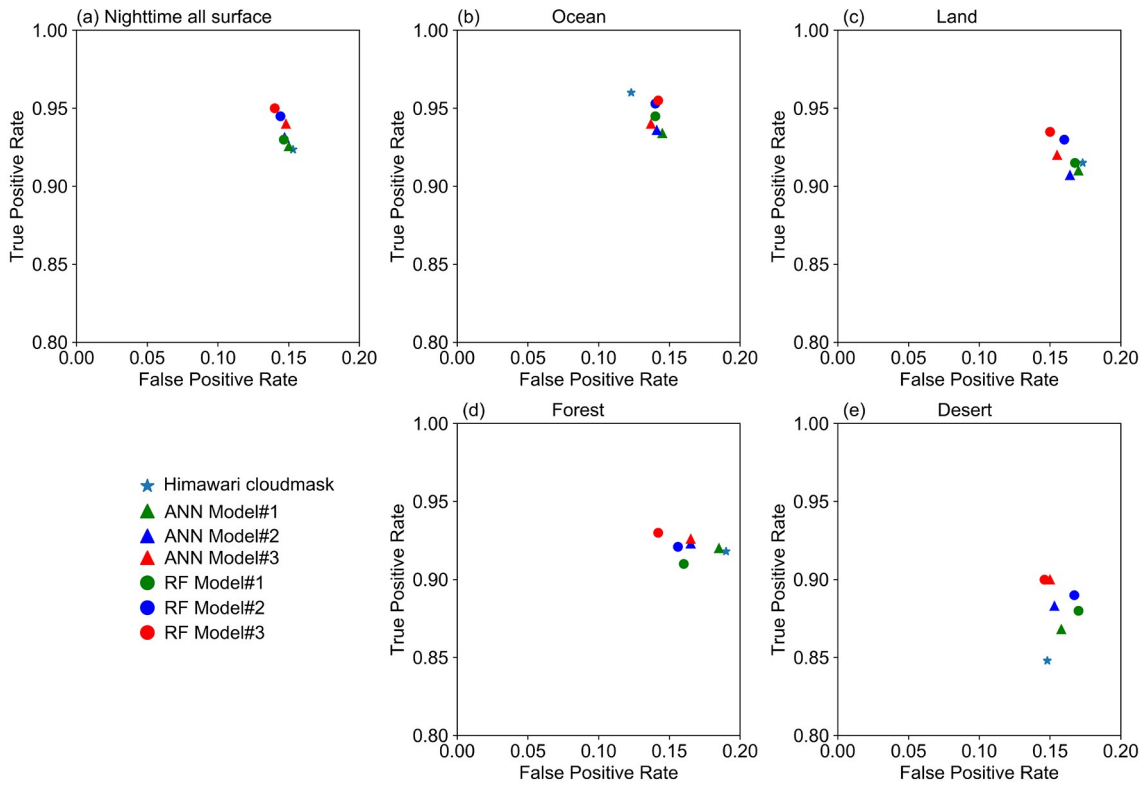 (a) Nighttime all surface
1.00
0.95
0.90
0.85
0.80
0.00 0.05 0.10 0.15 0.20
True Positive Rate
False Positive Rate
(b) Ocean
1.00
0.95
0.90
0.85
0.80
0.00 0.05 0.10 0.15 0.20
True Positive Rate
False Positive Rate
(c) Land
1.00
0.95
0.90
0.85
0.80
0.00 0.05 0.10 0.15 0.20
True Positive Rate
False Positive Rate
Himawari cloudmask
ANN Model#1
ANN Model#2
ANN Model#3
RF Model#1
RF Model#2
RF Model#3
(d) Forest
1.00
0.95
0.90
0.85
0.80
0.00 0.05 0.10 0.15 0.20
True Positive Rate
False Positive Rate
(e) Desert
1.00
0.95
0.90
0.85
0.80
0.00 0.05 0.10 0.15 0.20
True Positive Rate
False Positive Rate